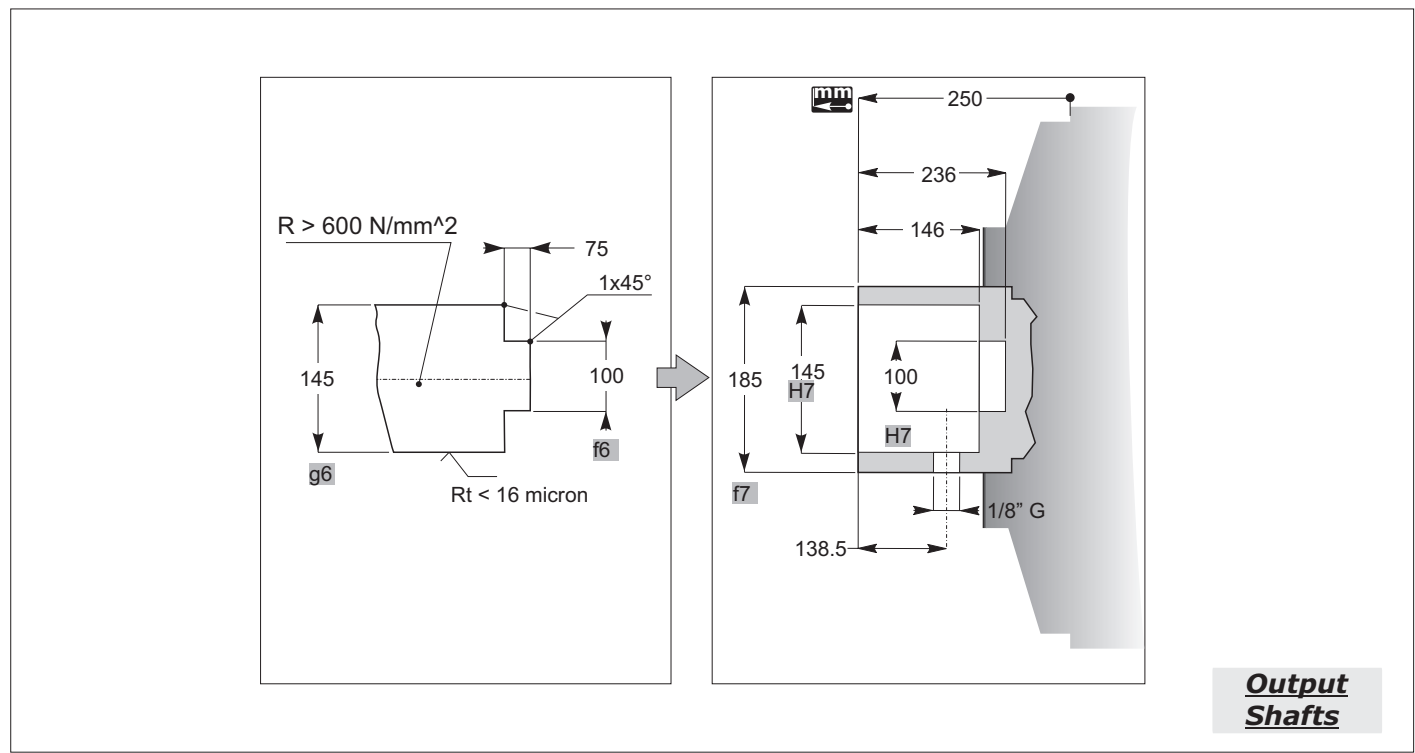 R > 600 N/mm^2
75
1x45°
145
g6
100
f6
Rt < 16 micron
mm
250
236
146
185
f7
145
H7
100
H7
1/8” G
138.5
Output
Shafts